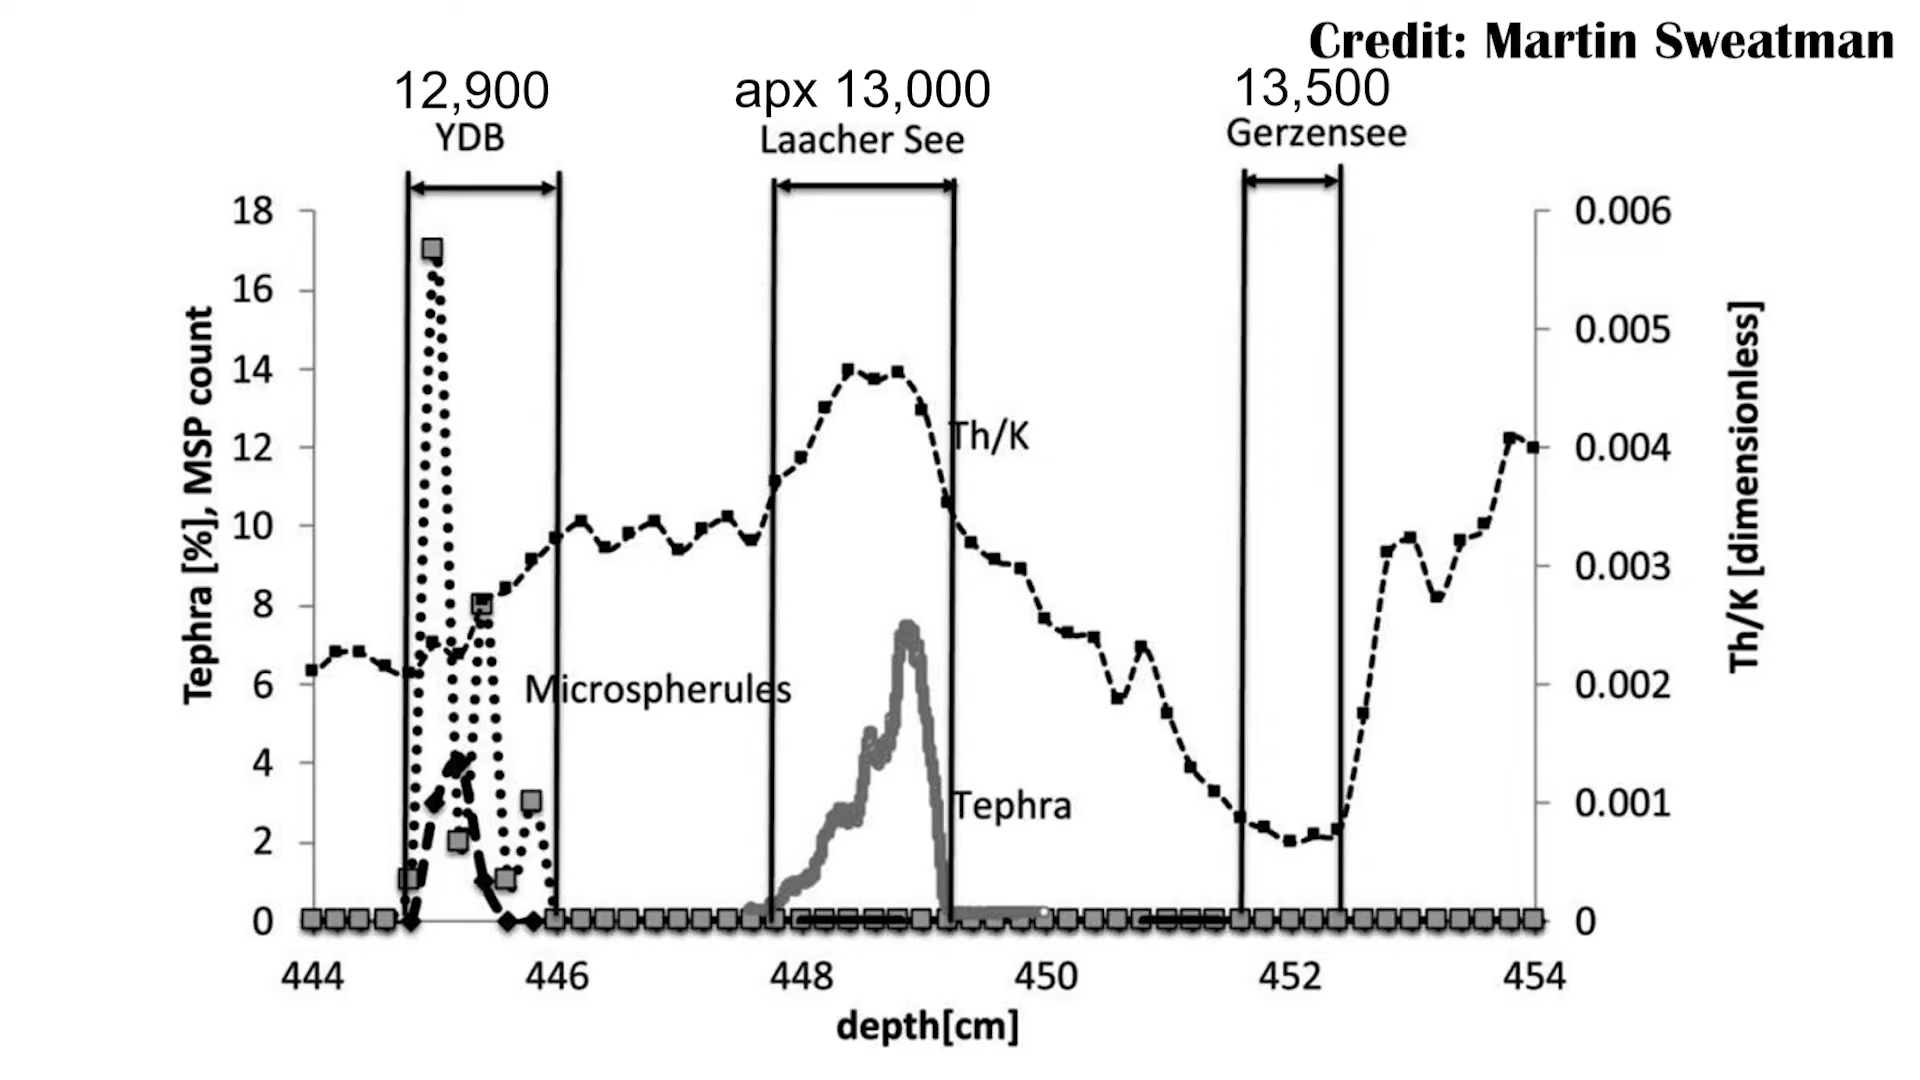 Credit: Martin Sweatman
12,900
apx 13,000
13,500
YDB
Laacher See
Gerzensee
18
16
14
12
10
8
6
4
2
0
Tephra [%], MSP count
Th/K
Microspherules
Tephra
0.006
0.005
0.004
0.003
0.002
0.001
0
Th/K [dimensionless]
444 446 448 450 452 454
depth[cm]